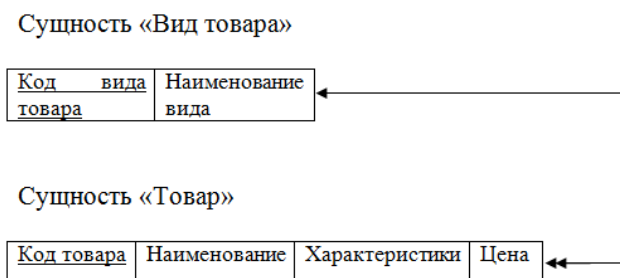 Сущность «Вид товара»
Код вида Наименование
товара вида
Сущность «Товар»
Код товара Наименование Характеристики Цена